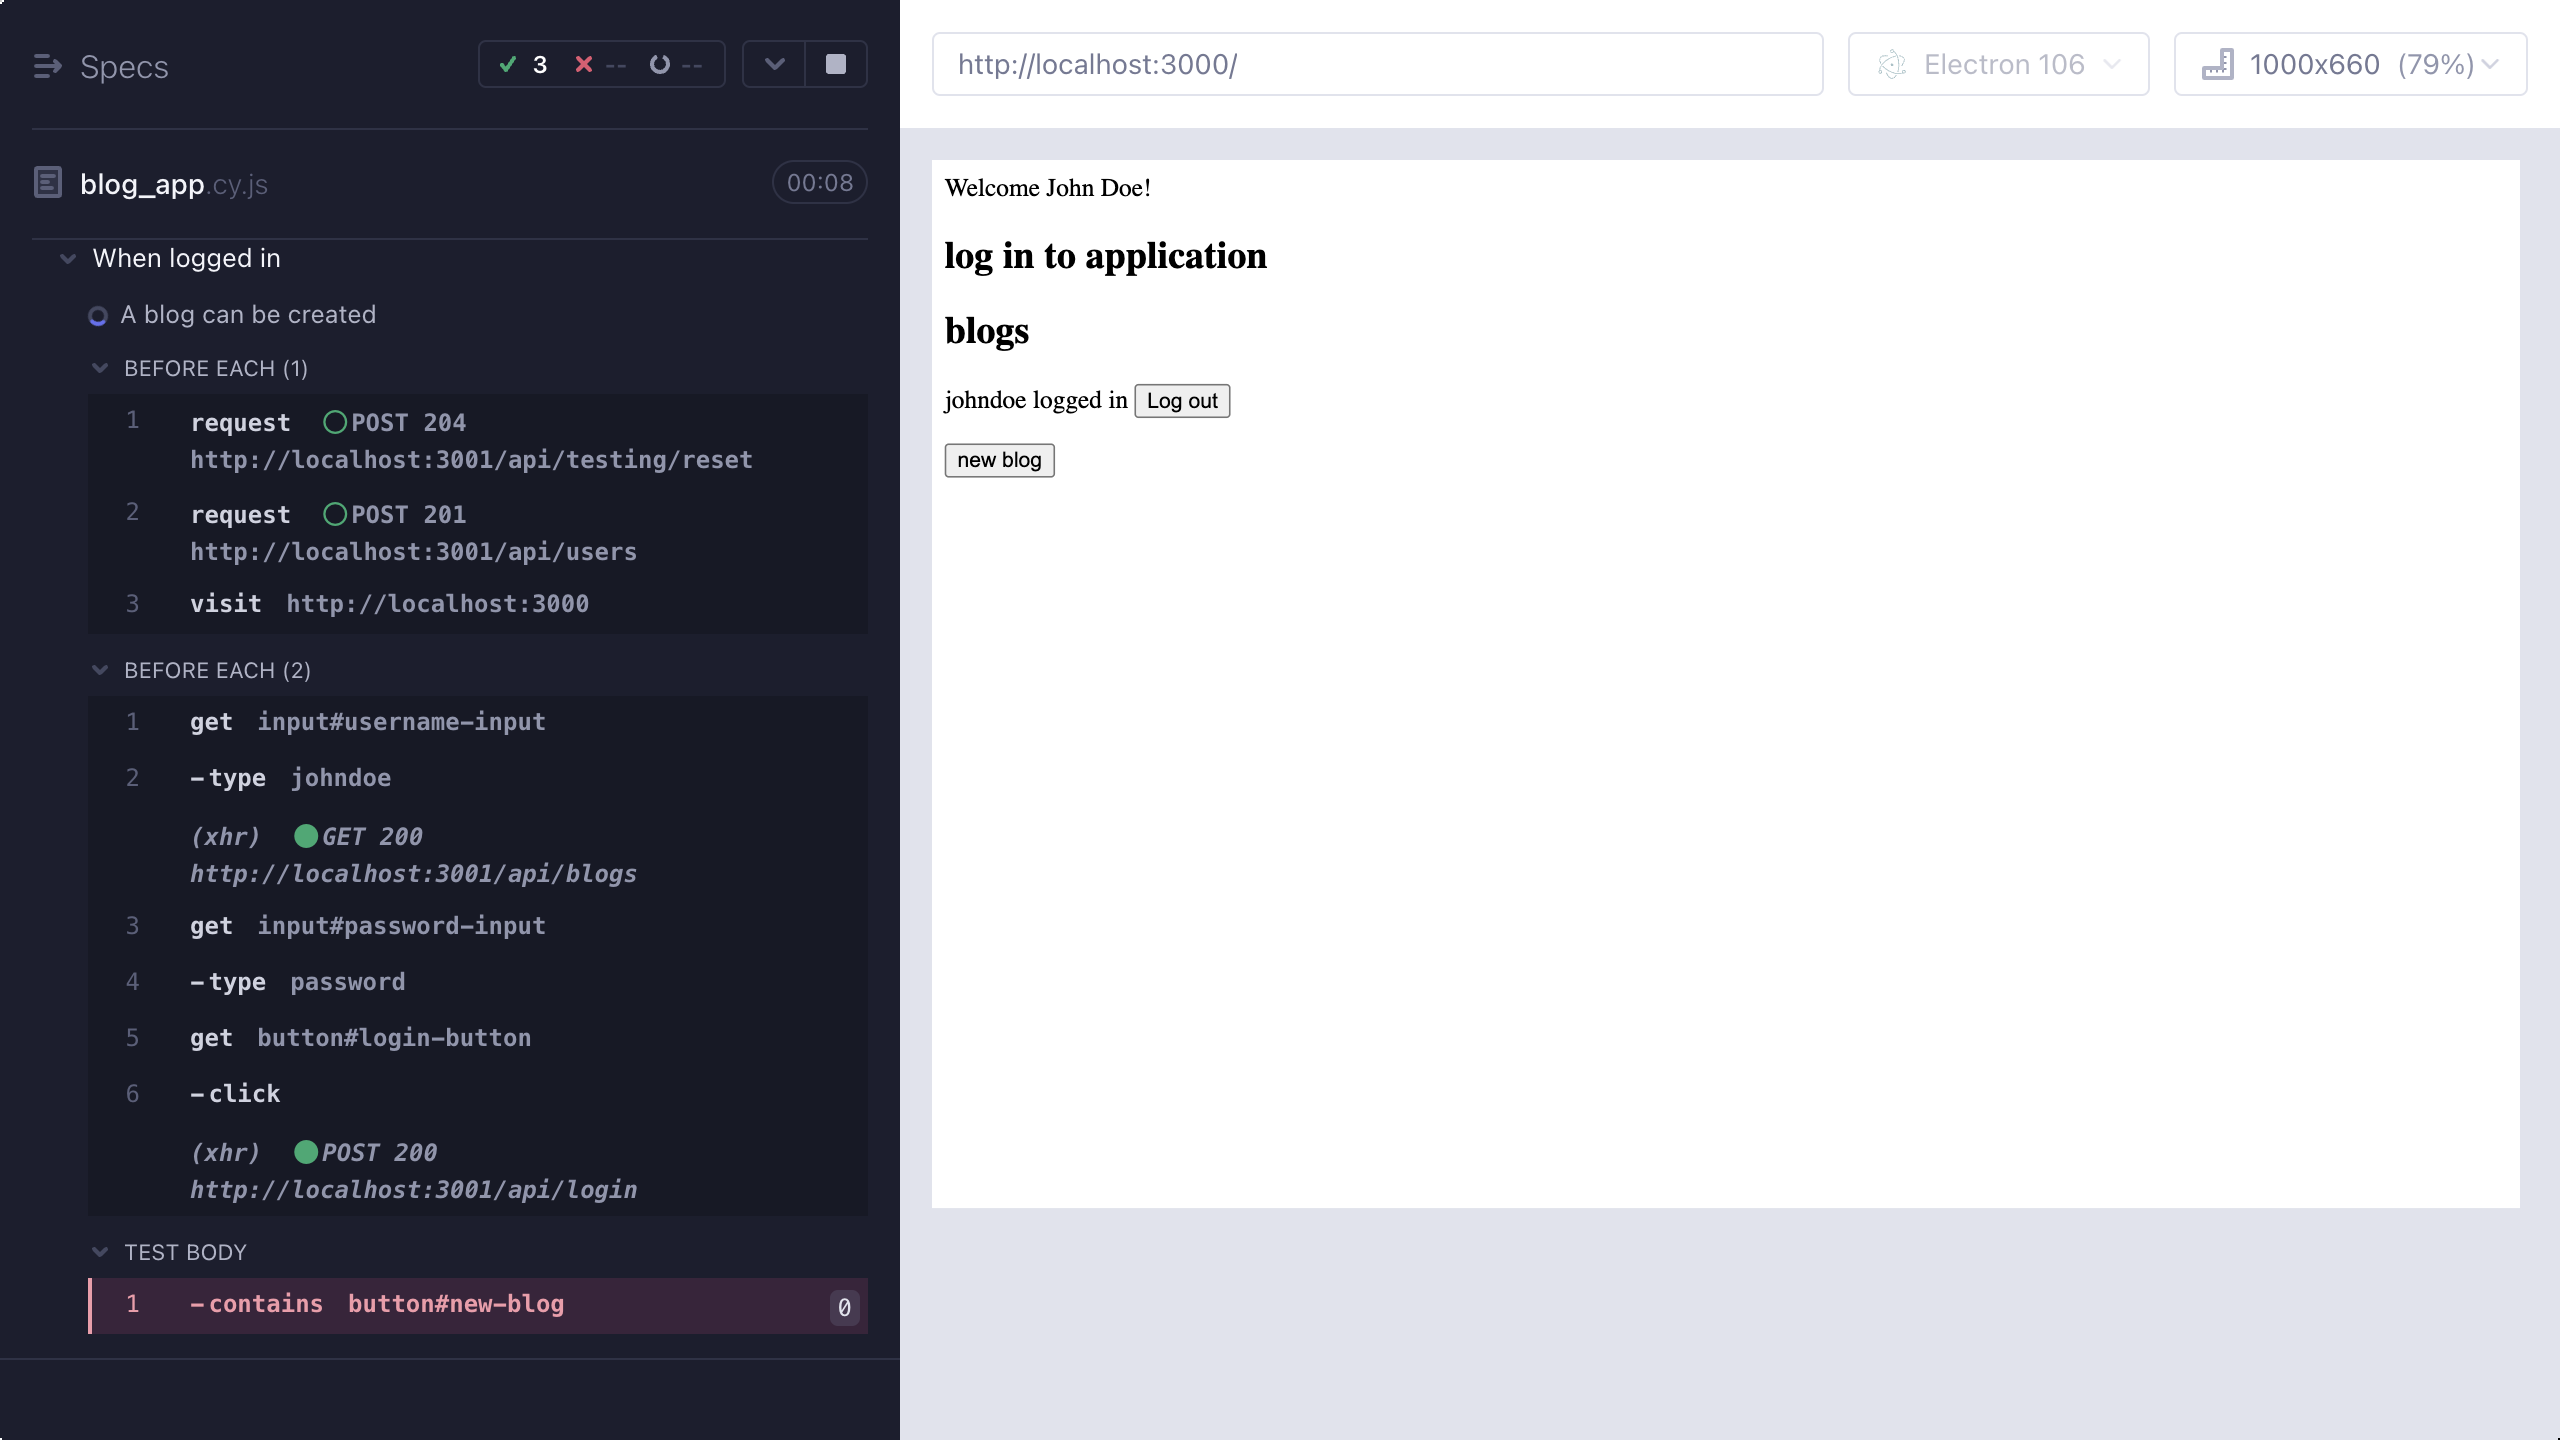 Specs
3 -- --
blog_app.cy.js
00:08
When logged in
A blog can be created
BEFORE EACH (1)
1 request POST 204
http://localhost:3001/api/testing/reset
2 request POST 201
http://localhost:3001/api/users
3 visit http://localhost:3000
BEFORE EACH (2)
1 get input#username-input
2 -type johndoe
(xhr) GET 200
http://localhost:3001/api/blogs
3 get input#password-input
4 -type password
5 get button#login-button
6 -click
(xhr) POST 200
http://localhost:3001/api/login
TEST BODY
1 -contains button#new-blog 0
http://localhost:3000/
Electron 106
1000x660 (79%)
Welcome John Doe!
log in to application
blogs
johndoe logged in Log out
new blog